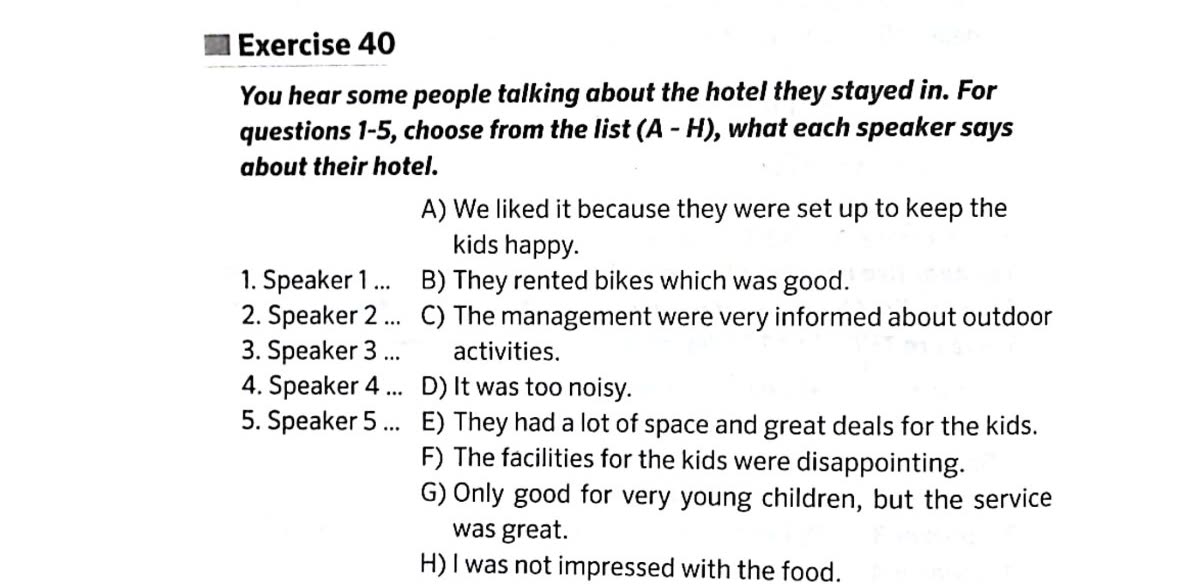 Exercise 40
You hear some people talking about the hotel they stayed in. For
questions 1-5, choose from the list (A - H), what each speaker says
about their hotel.
A) We liked it because they were set up to keep the
kids happy.
1. Speaker 1 ... B) They rented bikes which was good.
2. Speaker 2 ... C) The management were very informed about outdoor
3. Speaker 3 ... activities.
4. Speaker 4 ... D) It was too noisy.
5. Speaker 5 ... E) They had a lot of space and great deals for the kids.
F) The facilities for the kids were disappointing.
G) Only good for very young children, but the service
was great.
H) I was not impressed with the food.